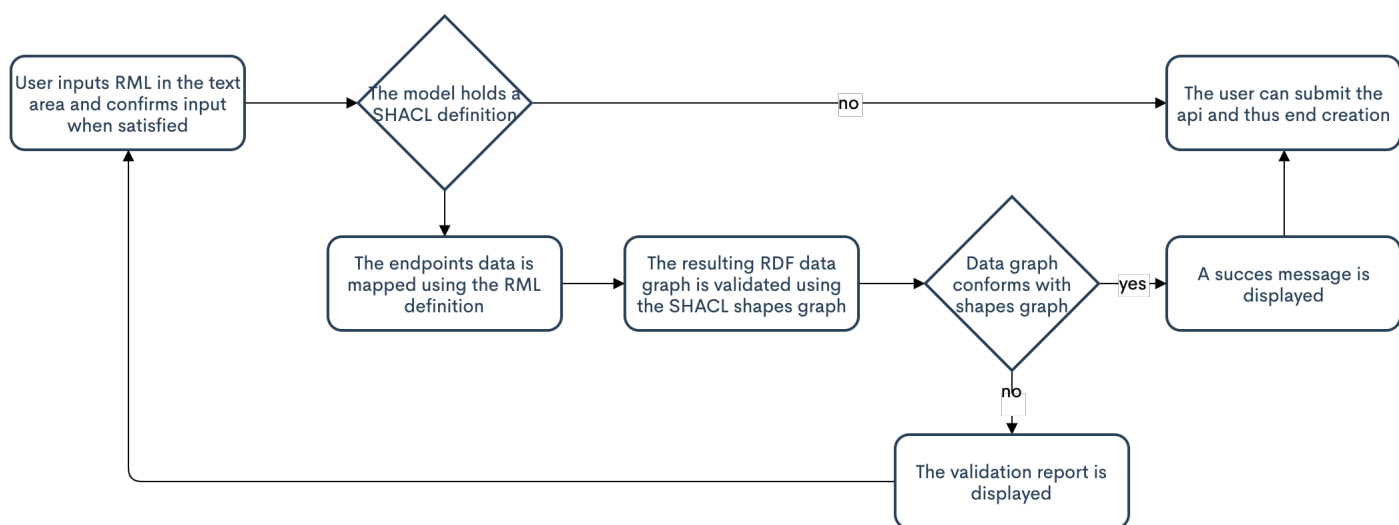 User inputs RML in the text
area and confirms input
when satisfied
The model holds a
SHACL definition
no
The user can submit the
api and thus end creation
The endpoints data is
mapped using the RML
definition
The resulting RDF data
graph is validated using
the SHACL shapes graph
Data graph
conforms with
shapes graph
yes
A succes message is
displayed
no
The validation report is
displayed